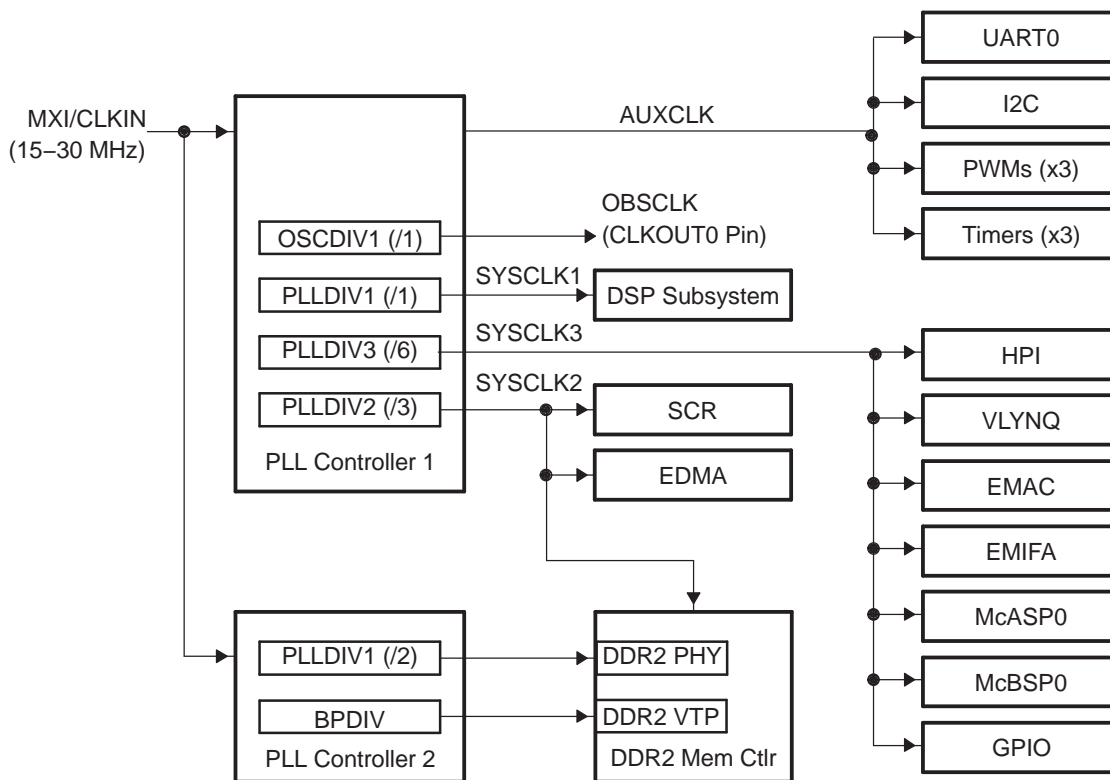 UART0
MXI/CLKIN
(15–30 MHz)
AUXCLK
I2C
PWMs (x3)
Timers (x3)
OSCDIV1 (/1)
OBSCLK
(CLKOUT0 Pin)
PLLDIV1 (/1)
SYSCLK1
DSP Subsystem
PLLDIV3 (/6)
SYSCLK3
HPI
PLLDIV2 (/3)
SYSCLK2
SCR
VLYNQ
PLL Controller 1
EDMA
EMAC
EMIFA
McASP0
PLLDIV1 (/2)
DDR2 PHY
McBSP0
BPDIV
DDR2 VTP
PLL Controller 2
DDR2 Mem Ctlr
GPIO